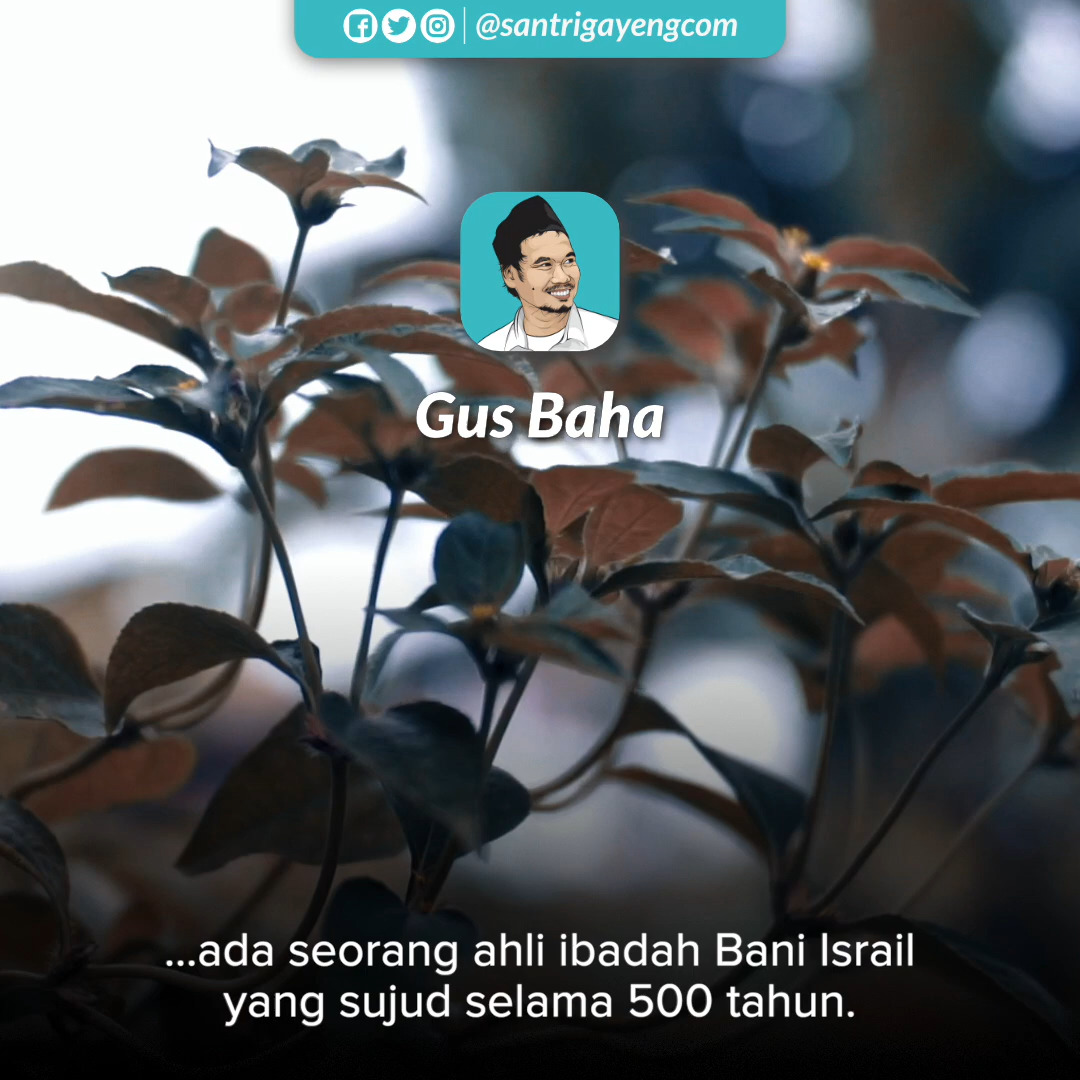 @santrigayengcom
Gus Baha
...ada seorang ahli ibadah Bani Israil
yang sujud selama 500 tahun.